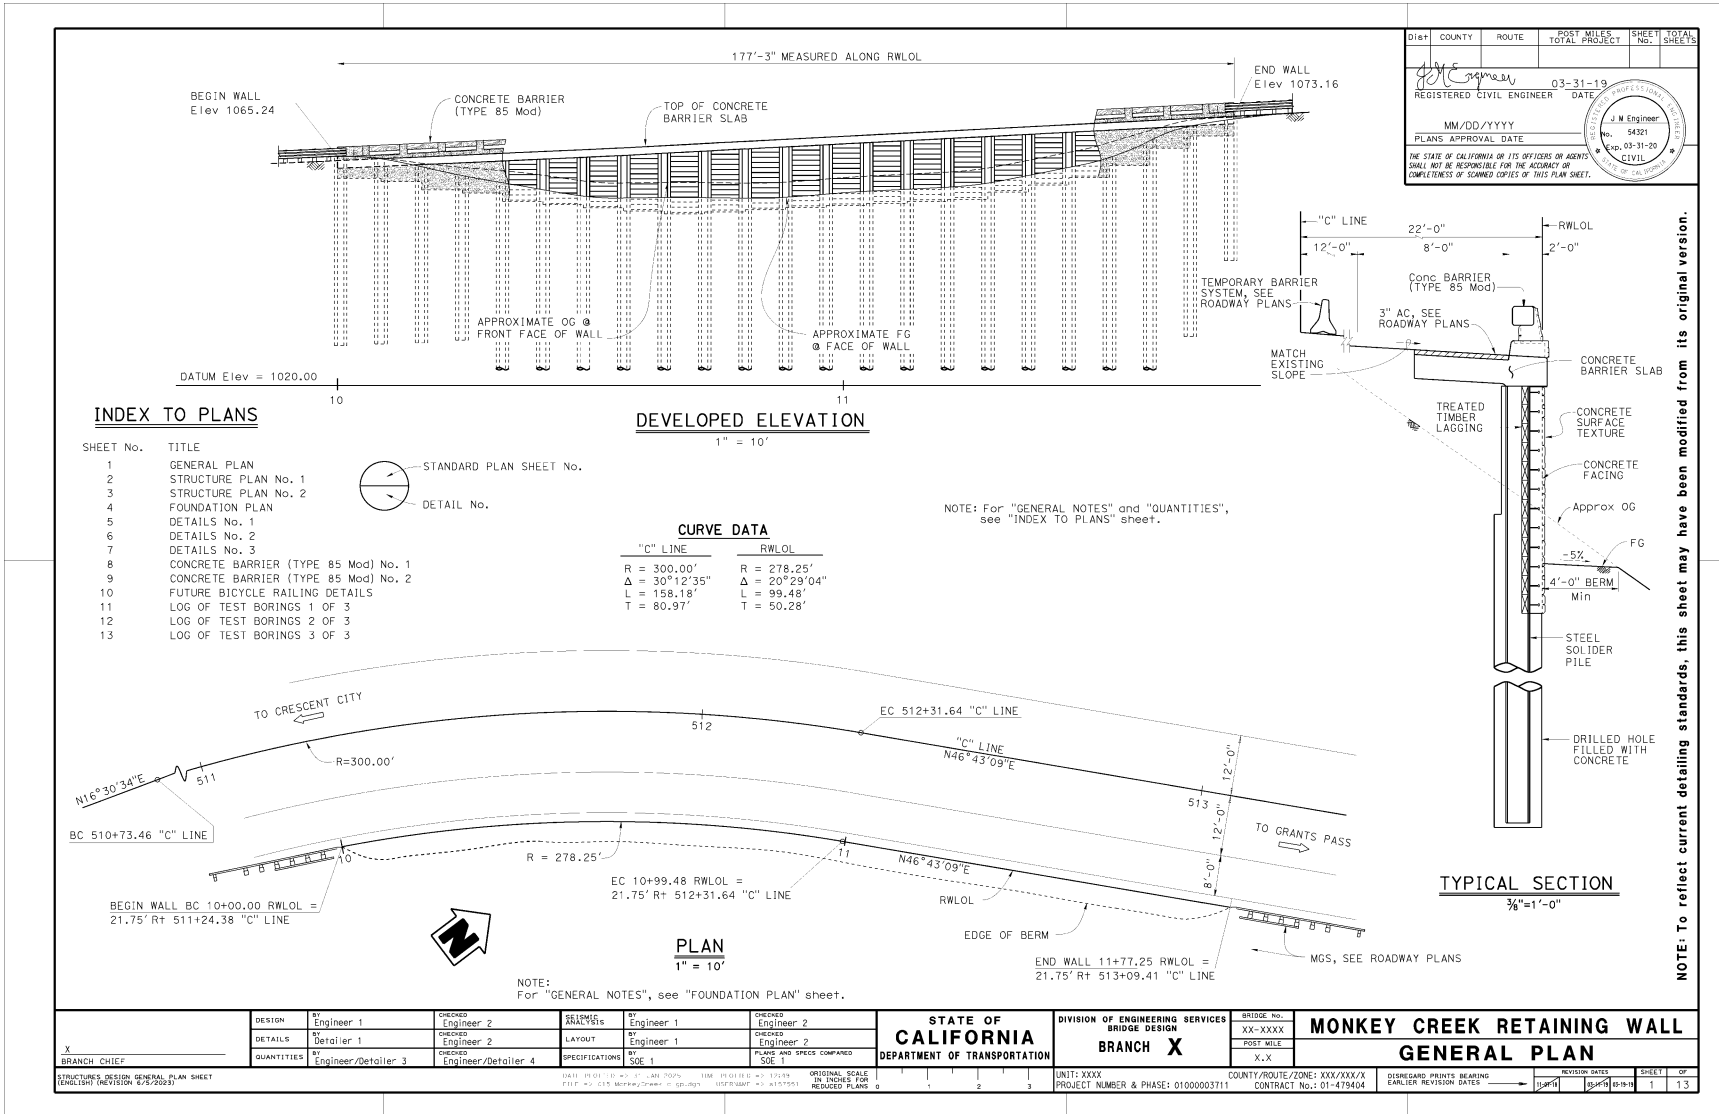 177'-3" MEASURED ALONG RWLOL
BEGIN WALL
Elev 1065.24
CONCRETE BARRIER
(TYPE 85 Mod)
TOP OF CONCRETE
BARRIER SLAB
END WALL
Elev 1073.16
APPROXIMATE OG @
FRONT FACE OF WALL
APPROXIMATE FG
@ FACE OF WALL
DATUM Elev = 1020.00
10
11
DEVELOPED ELEVATION
1" = 10'
Dist
COUNTY
ROUTE
POST MILES
TOTAL PROJECT
SHEET
No.
TOTAL
SHEETS
J M Engineer
03-31-19
REGISTERED CIVIL ENGINEER
DATE
MM/DD/YYYY
PLANS APPROVAL DATE
THE STATE OF CALIFORNIA OR ITS OFFICERS OR AGENTS
SHALL NOT BE RESPONSIBLE FOR THE ACCURACY OR
COMPLETENESS OF SCANNED COPIES OF THIS PLAN SHEET.
REGISTERED PROFESSIONAL ENGINEER
J M Engineer
No. 54321
Exp. 03-31-20
CIVIL
STATE OF CALIFORNIA
"C" LINE
RWLOL
22'-0"
12'-0"
8'-0"
2'-0"
TEMPORARY BARRIER
SYSTEM, SEE
ROADWAY PLANS
Conc BARRIER
(TYPE 85 Mod)
3" AC, SEE
ROADWAY PLANS
MATCH
EXISTING
SLOPE
CONCRETE
BARRIER SLAB
TREATED
TIMBER
LAGGING
CONCRETE
SURFACE
TEXTURE
CONCRETE
FACING
Approx OG
FG
-5%
4'-0" BERM
Min
STEEL
SOLIDER
PILE
DRILLED HOLE
FILLED WITH
CONCRETE
TYPICAL SECTION
⅜"=1'-0"
NOTE: To reflect current detailing standards, this sheet may have been modified from its original version.
INDEX TO PLANS
SHEET No. TITLE
1 GENERAL PLAN
2 STRUCTURE PLAN No. 1
3 STRUCTURE PLAN No. 2
4 FOUNDATION PLAN
5 DETAILS No. 1
6 DETAILS No. 2
7 DETAILS No. 3
8 CONCRETE BARRIER (TYPE 85 Mod) No. 1
9 CONCRETE BARRIER (TYPE 85 Mod) No. 2
10 FUTURE BICYCLE RAILING DETAILS
11 LOG OF TEST BORINGS 1 OF 3
12 LOG OF TEST BORINGS 2 OF 3
13 LOG OF TEST BORINGS 3 OF 3
STANDARD PLAN SHEET No.
DETAIL No.
NOTE: For "GENERAL NOTES" and "QUANTITIES",
see "INDEX TO PLANS" sheet.
CURVE DATA
"C" LINE RWLOL
R = 300.00' R = 278.25'
Δ = 30°12'35" Δ = 20°29'04"
L = 158.18' L = 99.48'
T = 80.97' T = 50.28'
TO CRESCENT CITY
N16°30'34"E
511
R=300.00'
512
EC 512+31.64 "C" LINE
"C" LINE
N46°43'09"E
513
12'-0"
12'-0"
8'-0"
TO GRANTS PASS
BC 510+73.46 "C" LINE
10
R = 278.25'
11
N46°43'09"E
BEGIN WALL BC 10+00.00 RWLOL =
21.75' Rt 511+24.38 "C" LINE
EC 10+99.48 RWLOL =
21.75' Rt 512+31.64 "C" LINE
RWLOL
EDGE OF BERM
END WALL 11+77.25 RWLOL =
21.75' Rt 513+09.41 "C" LINE
MGS, SEE ROADWAY PLANS
N
PLAN
1" = 10'
NOTE:
For "GENERAL NOTES", see "FOUNDATION PLAN" sheet.
X
BRANCH CHIEF
DESIGN BY Engineer 1 CHECKED Engineer 2
DETAILS BY Detailer 1 CHECKED Engineer 2
QUANTITIES BY Engineer/Detailer 3 CHECKED Engineer/Detailer 4
SEISMIC ANALYSIS BY Engineer 1 CHECKED Engineer 2
LAYOUT BY Engineer 1 CHECKED Engineer 2
SPECIFICATIONS BY SOE 1 PLANS AND SPECS COMPARED SOE 1
STATE OF
CALIFORNIA
DEPARTMENT OF TRANSPORTATION
DIVISION OF ENGINEERING SERVICES
BRIDGE DESIGN
BRANCH X
BRIDGE No.
XX-XXXX
POST MILE
X.X
MONKEY CREEK RETAINING WALL
GENERAL PLAN
STRUCTURES DESIGN GENERAL PLAN SHEET
(ENGLISH) (REVISION 6/5/2023)
ORIGINAL SCALE
IN INCHES FOR
REDUCED PLANS
0 1 2 3
UNIT: XXXX
PROJECT NUMBER & PHASE: 01000003711
COUNTY/ROUTE/ZONE: XXX/XXX/X
CONTRACT No.: 01-479404
DISREGARD PRINTS BEARING
EARLIER REVISION DATES
REVISION DATES
03-19-19
SHEET
1
OF
13